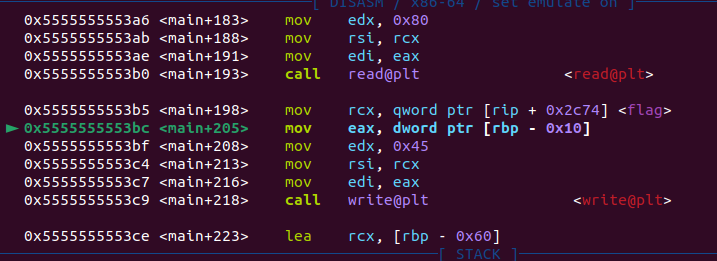 [ DISASM / x86-64 / set emulate on ]
0x5555555553a6 <main+183> mov edx, 0x80
0x5555555553ab <main+188> mov rsi, rcx
0x5555555553ae <main+191> mov edi, eax
0x5555555553b0 <main+193> call read@plt <read@plt>
0x5555555553b5 <main+198> mov rcx, qword ptr [rip + 0x2c74] <flag>
► 0x5555555553bc <main+205> mov eax, dword ptr [rbp - 0x10]
0x5555555553bf <main+208> mov edx, 0x45
0x5555555553c4 <main+213> mov rsi, rcx
0x5555555553c7 <main+216> mov edi, eax
0x5555555553c9 <main+218> call write@plt <write@plt>
0x5555555553ce <main+223> lea rcx, [rbp - 0x60]
[ STACK ]